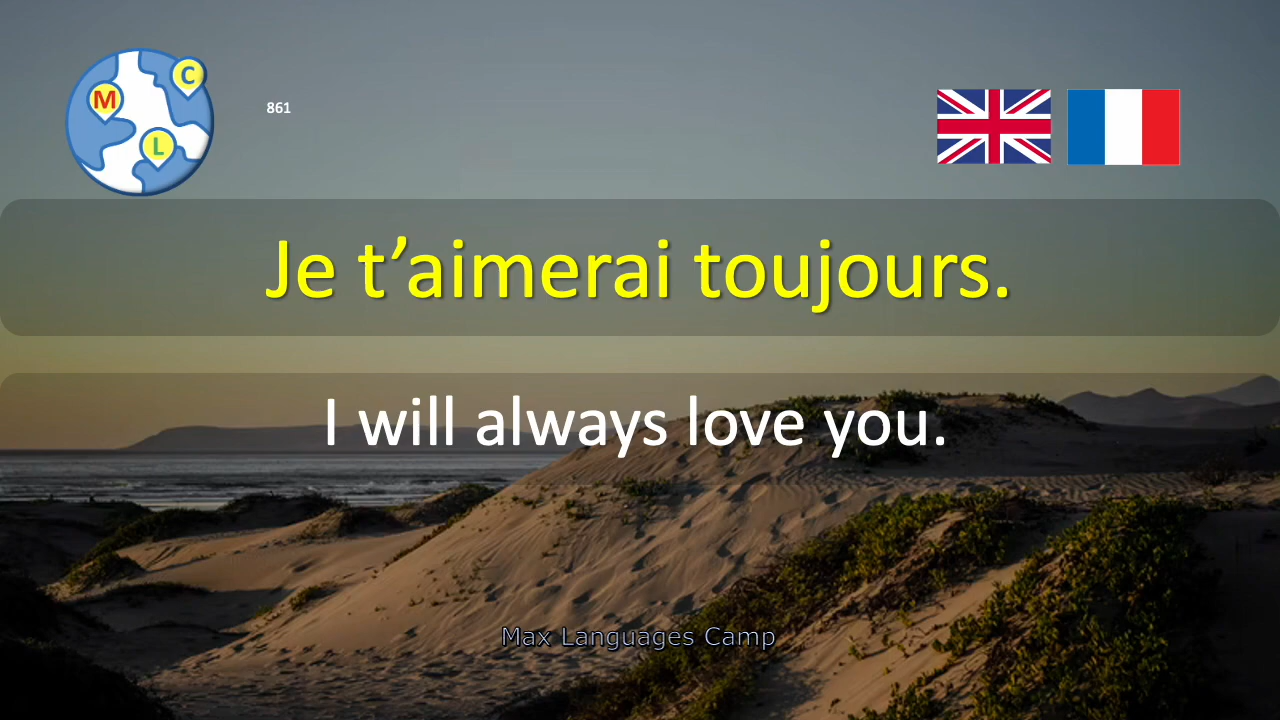 C
M
L
861
Je t’aimerai toujours.
I will always love you.
Max Languages Camp